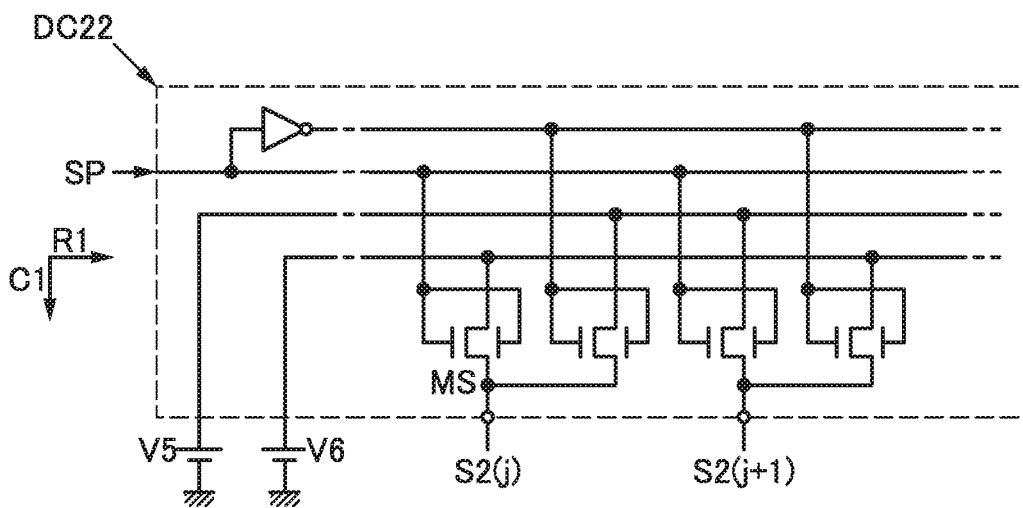 DC22
SP
R1
C1
MS
V5
V6
S2(j)
S2(j+1)